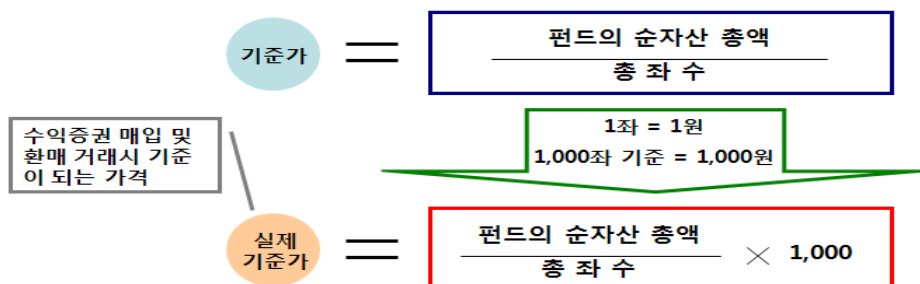 기준가
펀드의 순자산 총액
총 좌 수
수익증권 매입 및
환매 거래시 기준
이 되는 가격
1좌 = 1원
1,000좌 기준 = 1,000원
실제
기준가
펀드의 순자산 총액
총 좌 수
× 1,000